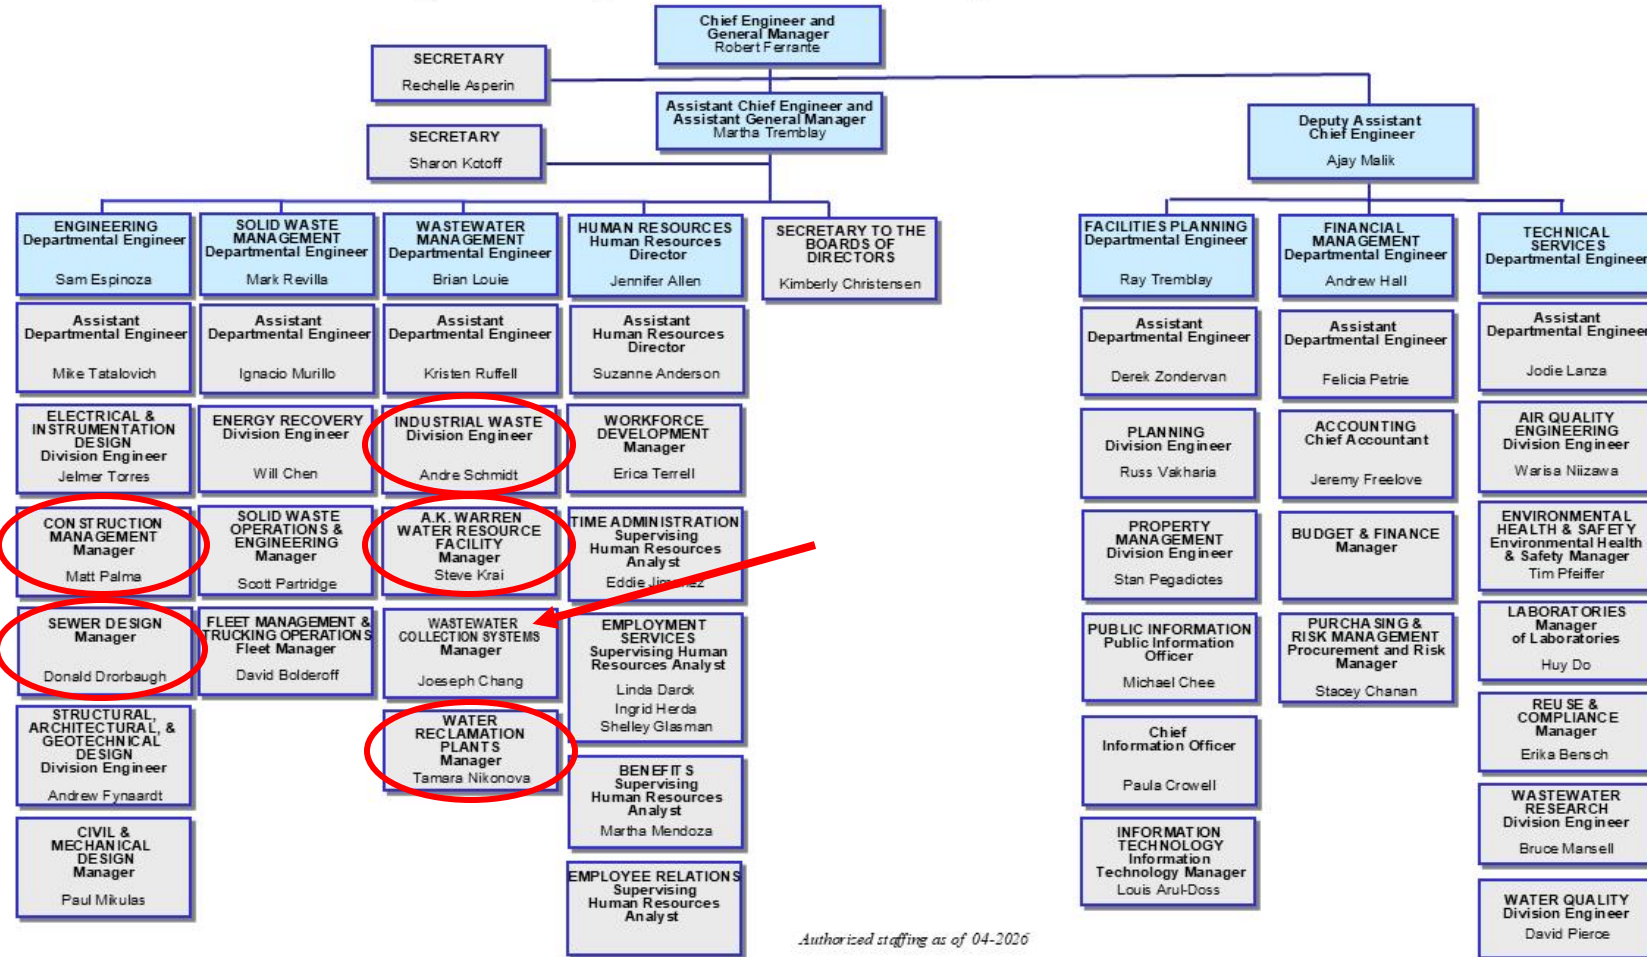 Chief Engineer and
General Manager
Robert Ferrante
SECRETARY
Rechelle Asperin
Assistant Chief Engineer and
Assistant General Manager
Martha Tremblay
SECRETARY
Sharon Kotoff
Deputy Assistant
Chief Engineer
Ajay Malik
ENGINEERING
Departmental Engineer
Sam Espinoza
Assistant
Departmental Engineer
Mike Tatalovich
ELECTRICAL &
INSTRUMENTATION
DESIGN
Division Engineer
Jelmer Torres
CONSTRUCTION
MANAGEMENT
Manager
Matt Palma
SEWER DESIGN
Manager
Donald Drorbaugh
STRUCTURAL,
ARCHITECTURAL, &
GEOTECHNICAL
DESIGN
Division Engineer
Andrew Fynaardt
CIVIL &
MECHANICAL
DESIGN
Manager
Paul Mikulas
SOLID WASTE
MANAGEMENT
Departmental Engineer
Mark Revilla
Assistant
Departmental Engineer
Ignacio Murillo
ENERGY RECOVERY
Division Engineer
Will Chen
SOLID WASTE
OPERATIONS &
ENGINEERING
Manager
Scott Partridge
FLEET MANAGEMENT &
TRUCKING OPERATIONS
Fleet Manager
David Bolderoff
WASTEWATER
MANAGEMENT
Departmental Engineer
Brian Louie
Assistant
Departmental Engineer
Kristen Ruffell
INDUSTRIAL WASTE
Division Engineer
Andre Schmidt
A.K. WARREN
WATER RESOURCE
FACILITY
Manager
Steve Krai
WASTEWATER
COLLECTION SYSTEMS
Manager
Joeseph Chang
WATER
RECLAMATION
PLANTS
Manager
Tamara Nikonova
HUMAN RESOURCES
Human Resources
Director
Jennifer Allen
Assistant
Human Resources
Director
Suzanne Anderson
WORKFORCE
DEVELOPMENT
Manager
Erica Terrell
TIME ADMINISTRATION
Supervising
Human Resources
Analyst
Eddie Jimenez
EMPLOYMENT
SERVICES
Supervising Human
Resources Analyst
Linda Darck
Ingrid Herda
Shelley Glasman
BENEFITS
Supervising
Human Resources
Analyst
Martha Mendoza
EMPLOYEE RELATIONS
Supervising
Human Resources
Analyst
SECRETARY TO THE
BOARDS OF
DIRECTORS
Kimberly Christensen
FACILITIES PLANNING
Departmental Engineer
Ray Tremblay
Assistant
Departmental Engineer
Derek Zondervan
PLANNING
Division Engineer
Russ Vakharia
PROPERTY
MANAGEMENT
Division Engineer
Stan Pegadiotes
PUBLIC INFORMATION
Public Information
Officer
Michael Chee
Chief
Information Officer
Paula Crowell
INFORMATION
TECHNOLOGY
Information
Technology Manager
Louis Arul-Doss
FINANCIAL
MANAGEMENT
Departmental Engineer
Andrew Hall
Assistant
Departmental Engineer
Felicia Petrie
ACCOUNTING
Chief Accountant
Jeremy Freelove
BUDGET & FINANCE
Manager
PURCHASING &
RISK MANAGEMENT
Procurement and Risk
Manager
Stacey Chanan
TECHNICAL
SERVICES
Departmental Engineer
Assistant
Departmental Engineer
Jodie Lanza
AIR QUALITY
ENGINEERING
Division Engineer
Warisa Niizawa
ENVIRONMENTAL
HEALTH & SAFETY
Environmental Health
& Safety Manager
Tim Pfeiffer
LABORATORIES
Manager
of Laboratories
Huy Do
REUSE &
COMPLIANCE
Manager
Erika Bensch
WASTEWATER
RESEARCH
Division Engineer
Bruce Mansell
WATER QUALITY
Division Engineer
David Pierce
Authorized staffing as of 04-2026